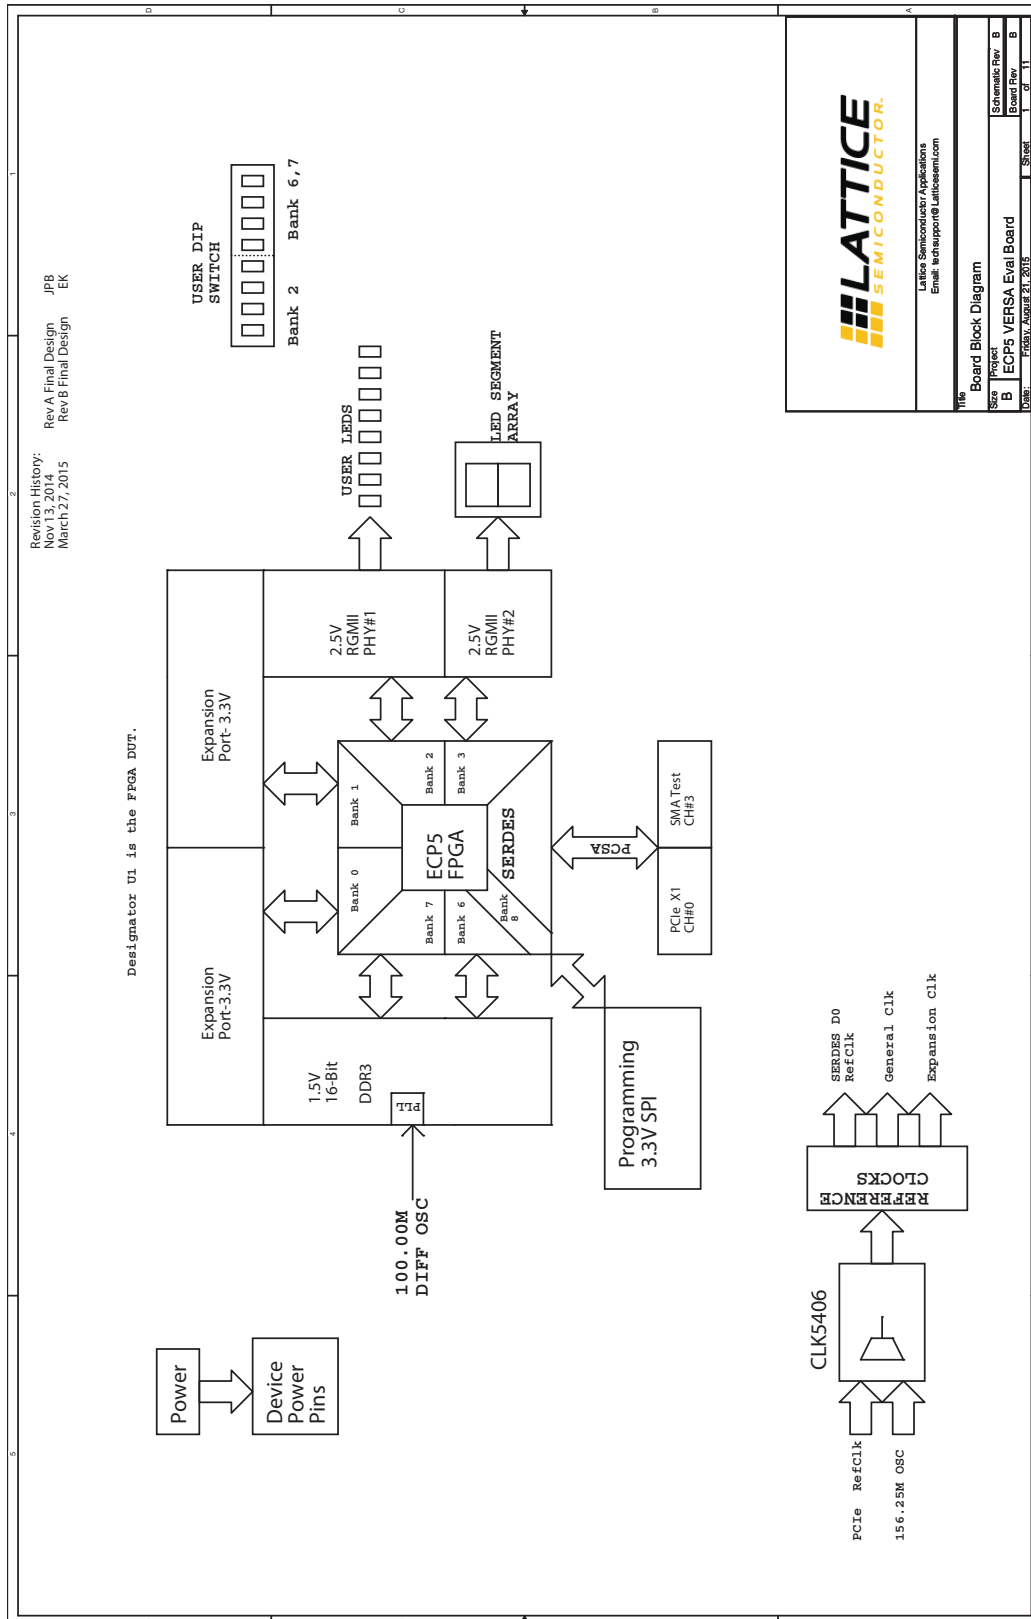 5
4
3
2
1
D
C
B
A
Revision History:
Nov 13, 2014 Rev A Final Design JPB
March 27, 2015 Rev B Final Design EK
Designator U1 is the FPGA DUT.
Power
Device
Power
Pins
Expansion
Port-3.3V
Expansion
Port- 3.3V
USER DIP
SWITCH
Bank 2
Bank 6,7
1.5V
16-Bit
DDR3
PLL
100.00M
DIFF OSC
Bank 0
Bank 1
Bank 7
Bank 2
Bank 6
Bank 3
ECP5
FPGA
Bank
8
SERDES
2.5V
RGMII
PHY#1
2.5V
RGMII
PHY#2
USER LEDS
LED SEGMENT
ARRAY
Programming
3.3V SPI
PCSA
PCIe X1
CH#0
SMA Test
CH#3
CLK5406
PCIe RefClk
156.25M OSC
REFERENCE
CLOCKS
SERDES D0
RefClk
General Clk
Expansion Clk
LATTICE
SEMICONDUCTOR.
Lattice Semiconductor Applications
Email: techsupport@Latticesemi.com
Title
Board Block Diagram
Size
B
Project
ECP5 VERSA Eval Board
Schematic Rev B
Board Rev B
Date: Friday, August 21, 2015 Sheet 1 of 11